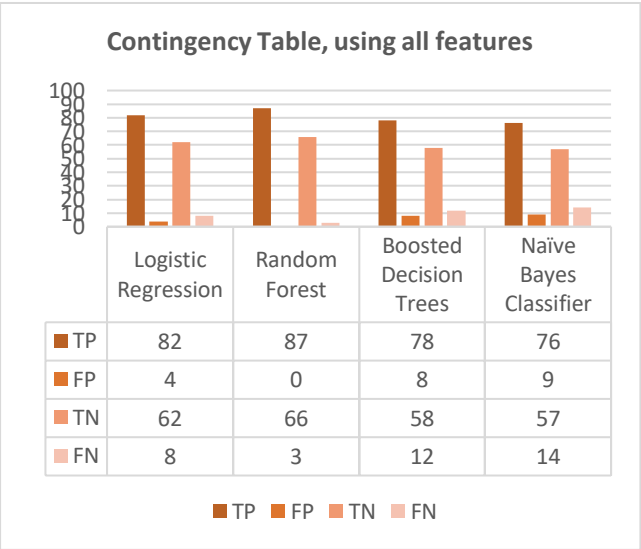 Contingency Table, using all features
100
90
80
70
60
50
40
30
20
10
0
Logistic Regression
Random Forest
Boosted Decision Trees
Naïve Bayes Classifier
TP 82 87 78 76
FP 4 0 8 9
TN 62 66 58 57
FN 8 3 12 14
TP FP TN FN